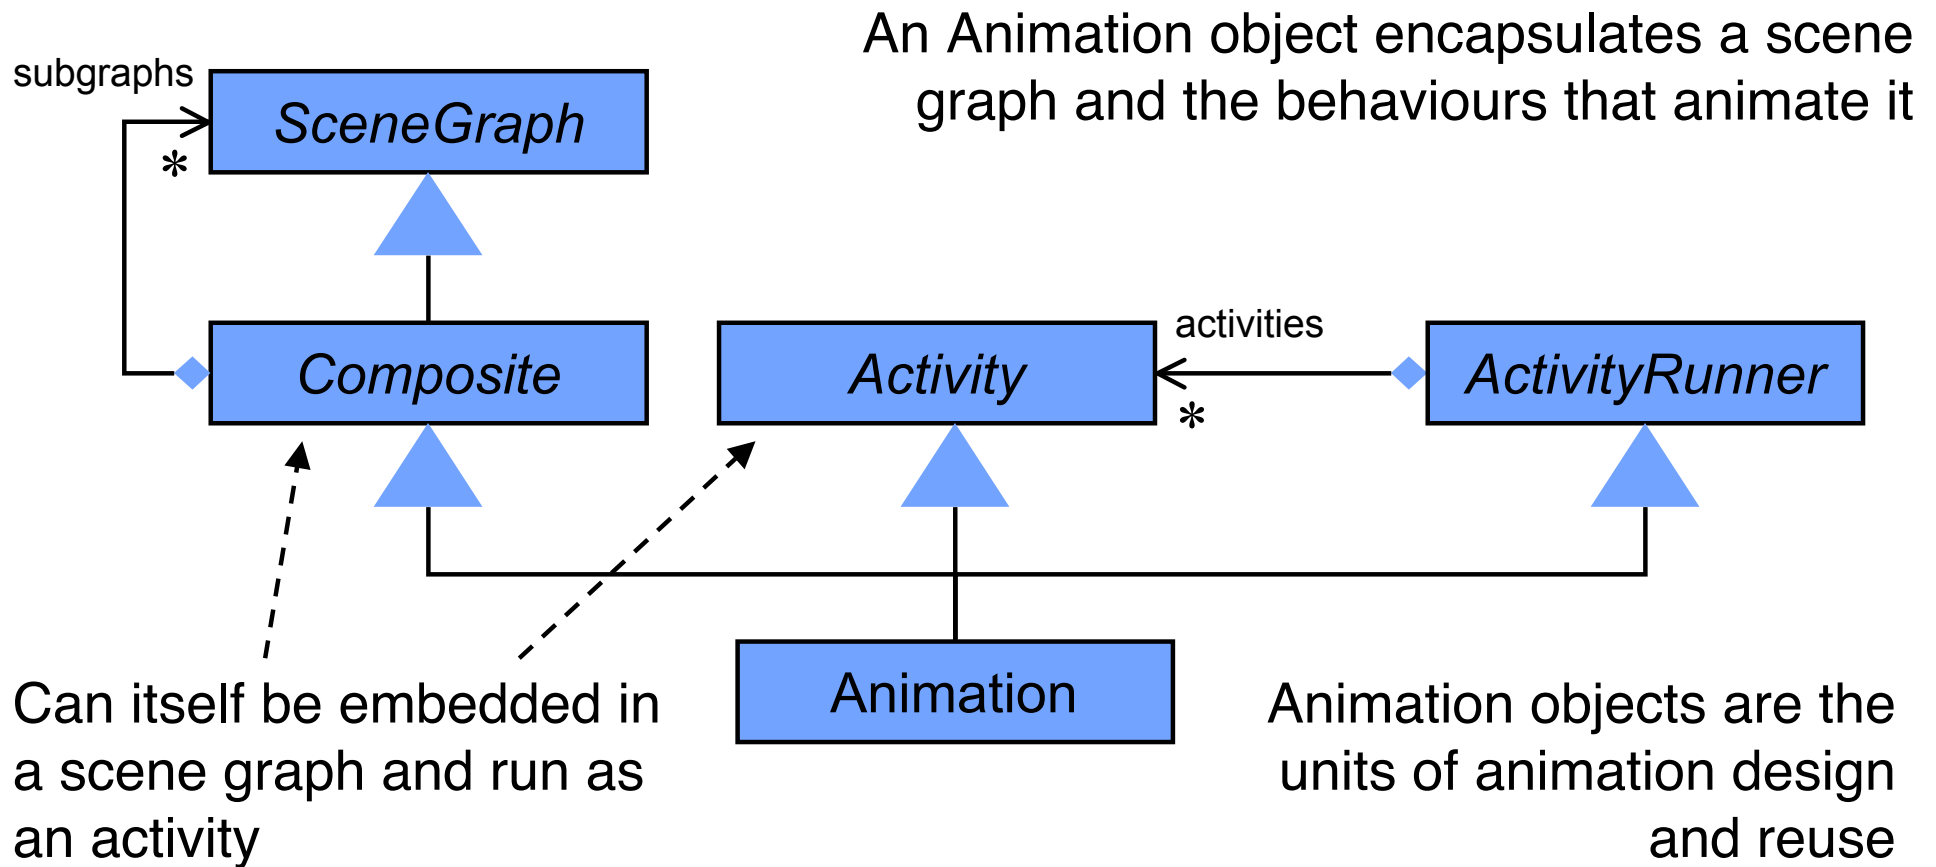 An Animation object encapsulates a scene
graph and the behaviours that animate it
subgraphs
*
SceneGraph
Composite
Activity
activities
*
ActivityRunner
Animation
Can itself be embedded in
a scene graph and run as
an activity
Animation objects are the
units of animation design
and reuse